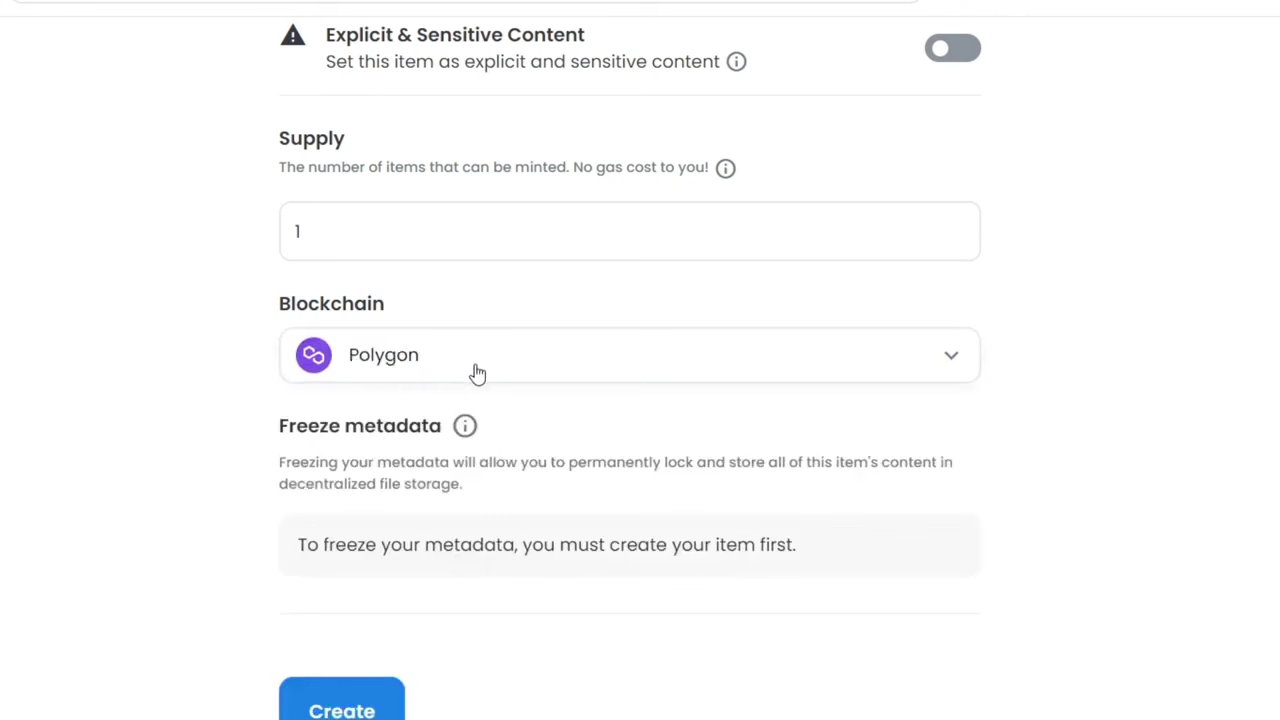 Explicit & Sensitive Content
Set this item as explicit and sensitive content
Supply
The number of items that can be minted. No gas cost to you!
1
Blockchain
Polygon
Freeze metadata
Freezing your metadata will allow you to permanently lock and store all of this item's content in
decentralized file storage.
To freeze your metadata, you must create your item first.
Create